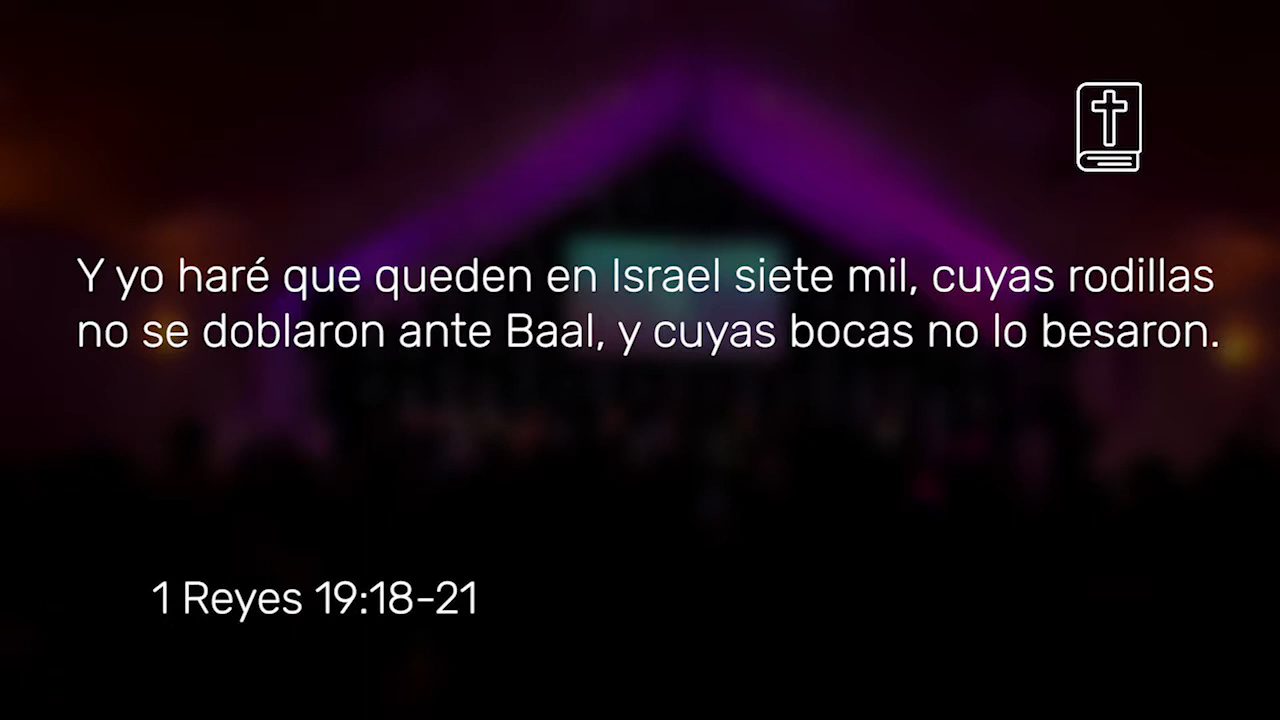 Y yo haré que queden en Israel siete mil, cuyas rodillas
no se doblaron ante Baal, y cuyas bocas no lo besaron.
1 Reyes 19:18-21